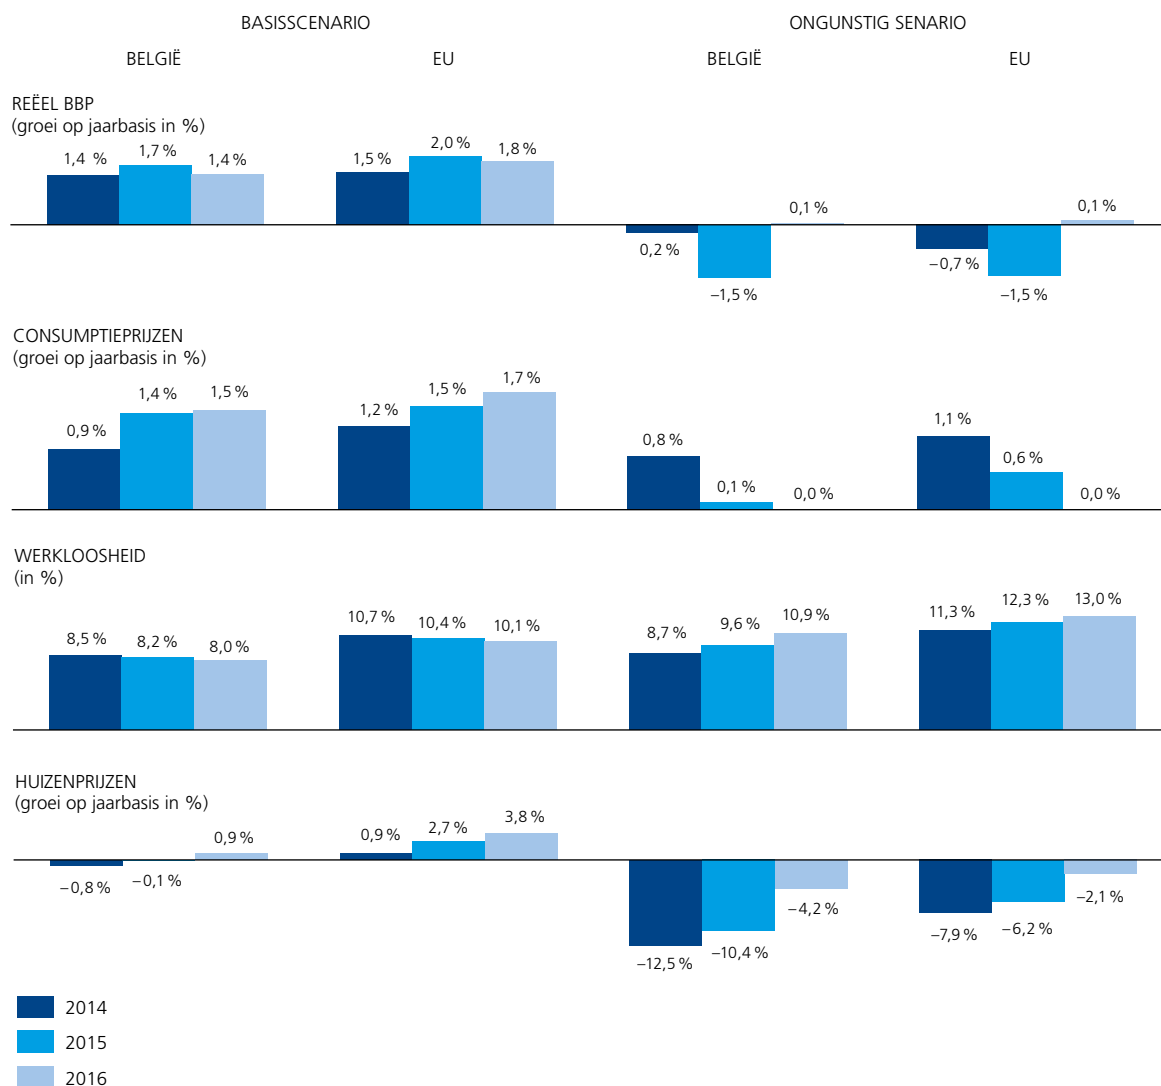 BASISSCENARIO ONGUNSTIG SENARIO
BELGIË EU BELGIË EU
REËEL BBP
(groei op jaarbasis in %)
1,4 % 1,7 % 1,4 % 1,5 % 2,0 % 1,8 % 0,2 % –1,5 % 0,1 % –0,7 % –1,5 % 0,1 %
CONSUMPTIEPRIJZEN
(groei op jaarbasis in %)
0,9 % 1,4 % 1,5 % 1,2 % 1,5 % 1,7 % 0,8 % 0,1 % 0,0 % 1,1 % 0,6 % 0,0 %
WERKLOOSHEID
(in %)
8,5 % 8,2 % 8,0 % 10,7 % 10,4 % 10,1 % 8,7 % 9,6 % 10,9 % 11,3 % 12,3 % 13,0 %
HUIZENPRIJZEN
(groei op jaarbasis in %)
–0,8 % –0,1 % 0,9 % 0,9 % 2,7 % 3,8 % –12,5 % –10,4 % –4,2 % –7,9 % –6,2 % –2,1 %
2014
2015
2016